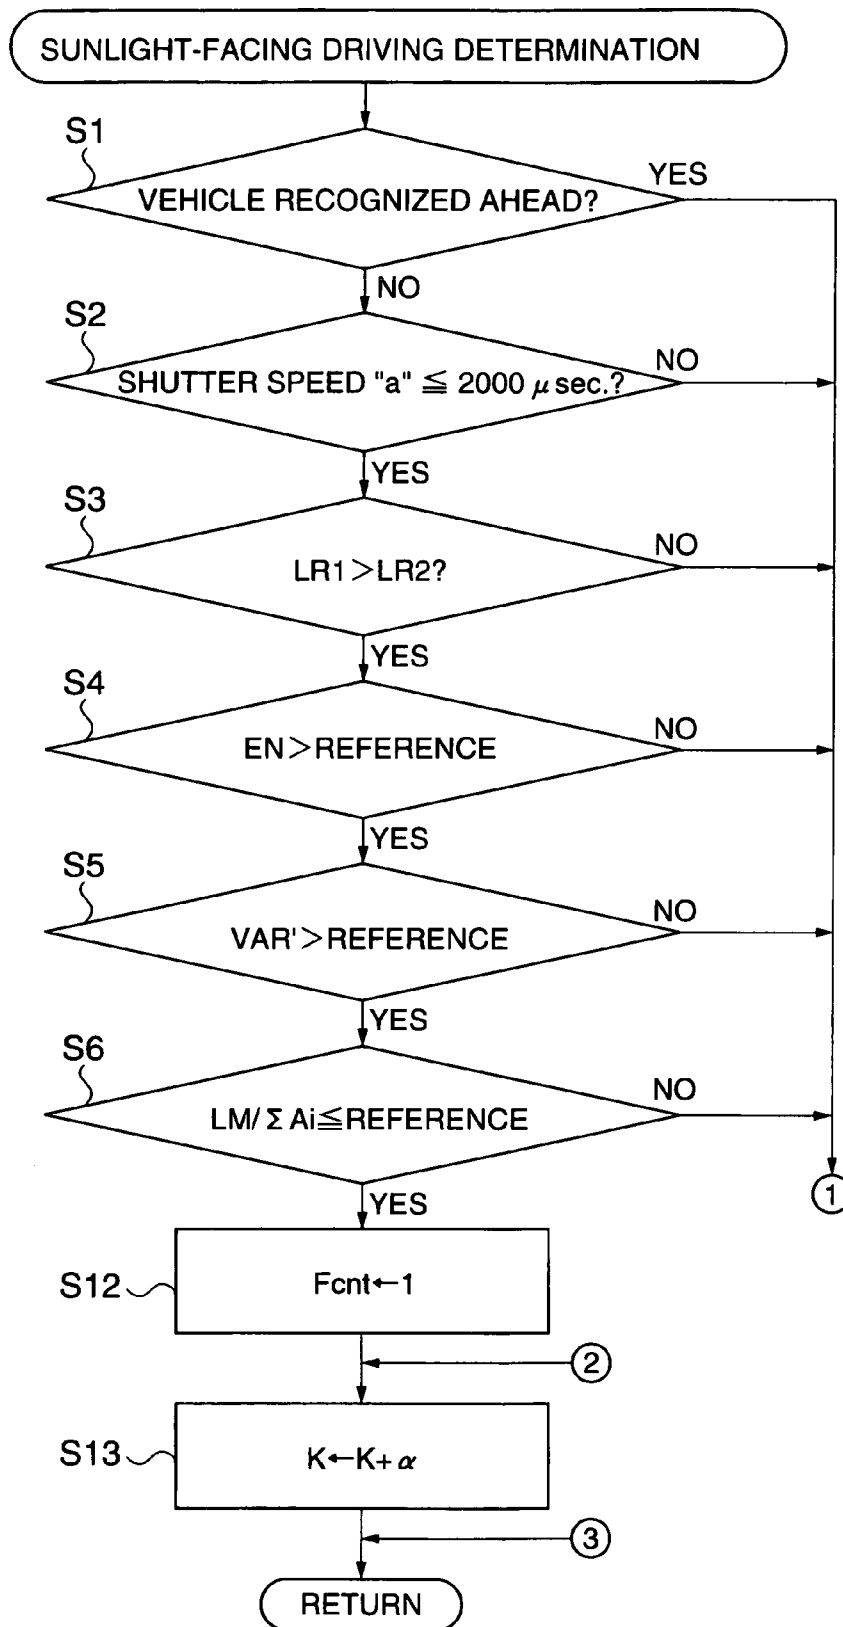 SUNLIGHT-FACING DRIVING DETERMINATION
S1
VEHICLE RECOGNIZED AHEAD?
YES
NO
S2
SHUTTER SPEED "a" ≦ 2000 μ sec.?
NO
YES
S3
LR1>LR2?
NO
YES
S4
EN>REFERENCE
NO
YES
S5
VAR'>REFERENCE
NO
YES
S6
LM/ΣAi≦REFERENCE
NO
YES
1
S12
Fcnt←1
2
S13
K←K+α
3
RETURN